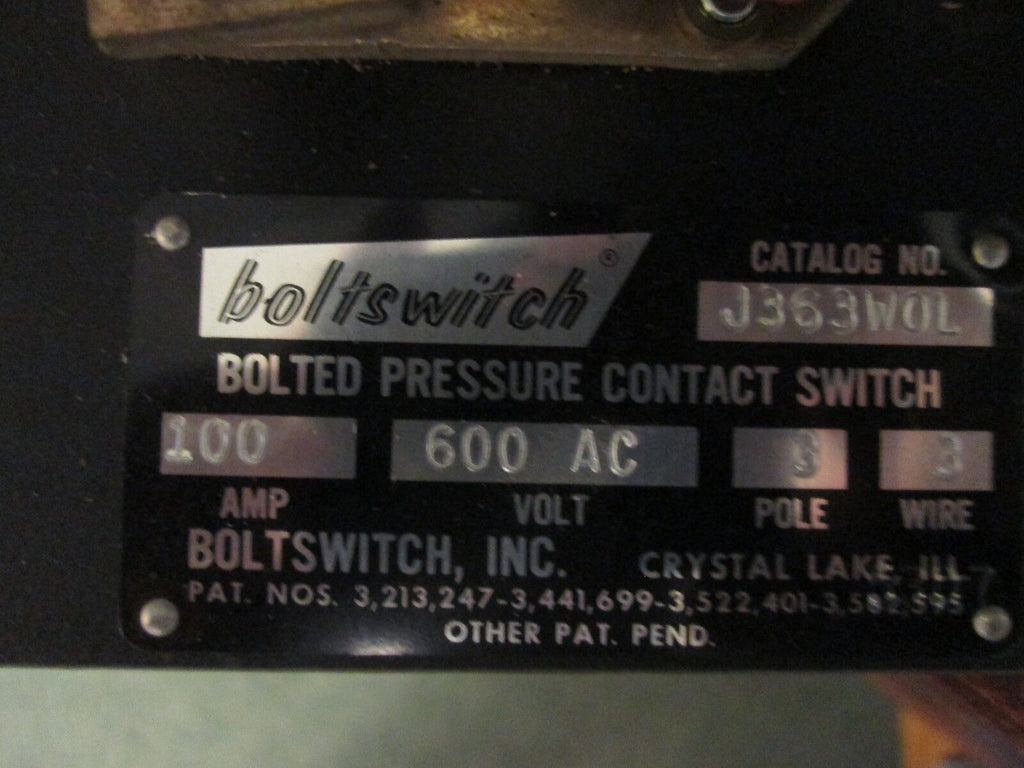 boltswitch ®
CATALOG NO.
J363WOL
BOLTED PRESSURE CONTACT SWITCH
100 600 AC 3 3
AMP VOLT POLE WIRE
BOLTSWITCH, INC. CRYSTAL LAKE, ILL
PAT. NOS. 3,213,247-3,441,699-3,522,401-3,582,595
OTHER PAT. PEND.